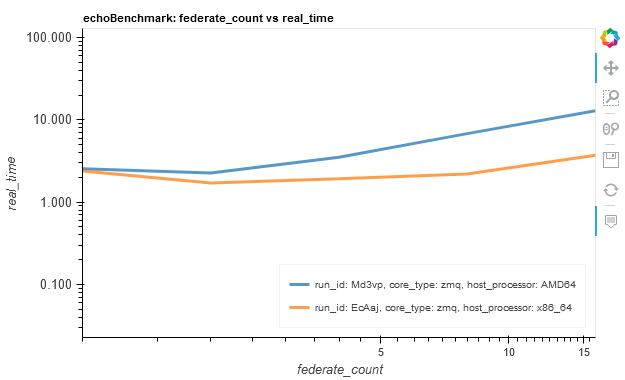 echoBenchmark: federate_count vs real_time
100.000
10.000
1.000
0.100
real_time
run_id: Md3vp, core_type: zmq, host_processor: AMD64
run_id: EcAaj, core_type: zmq, host_processor: x86_64
5
10
15
federate_count